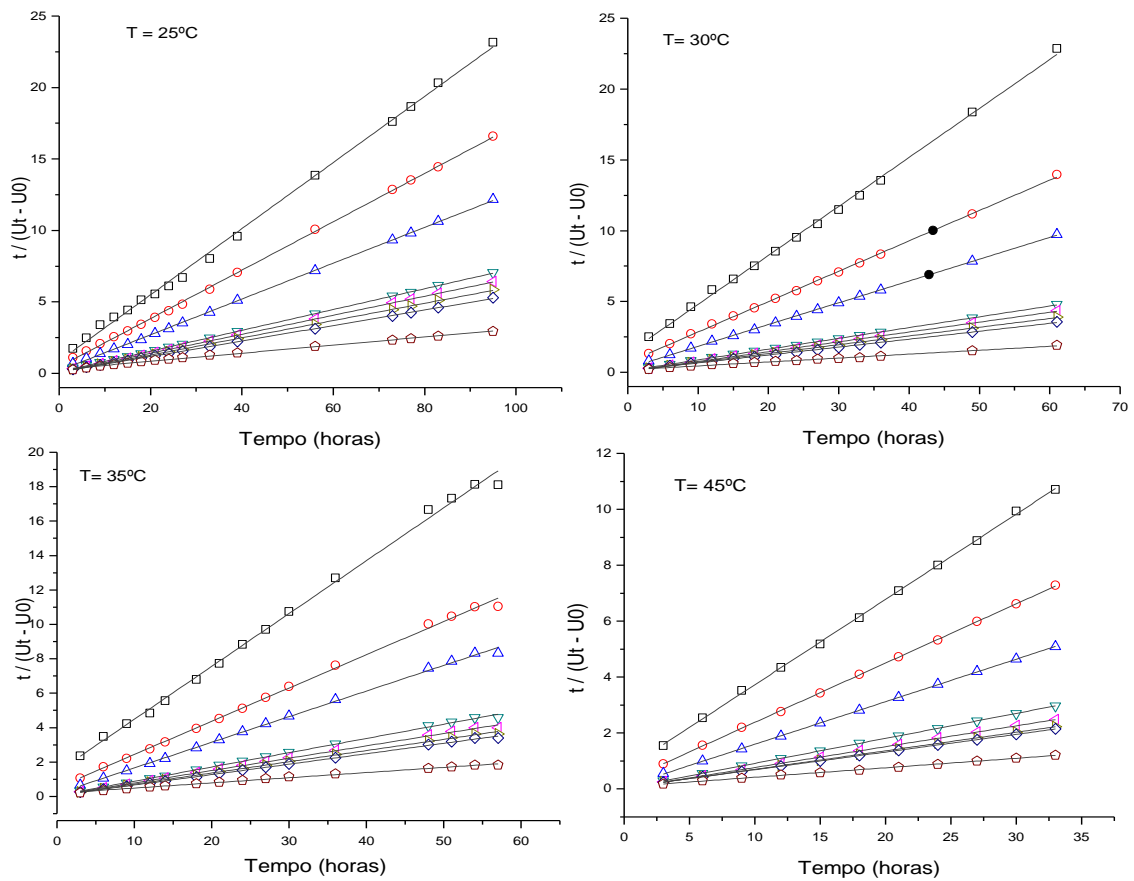 T = 25ºC
t / (Ut - U0)
25
20
15
10
5
0
0 20 40 60 80 100
Tempo (horas)
T= 30ºC
t / (Ut - U0)
25
20
15
10
5
0
0 10 20 30 40 50 60 70
Tempo (horas)
T= 35ºC
t / (Ut - U0)
20
18
16
14
12
10
8
6
4
2
0
0 10 20 30 40 50 60
Tempo (horas)
T= 45ºC
t / (Ut - U0)
12
10
8
6
4
2
0
0 5 10 15 20 25 30 35
Tempo (horas)